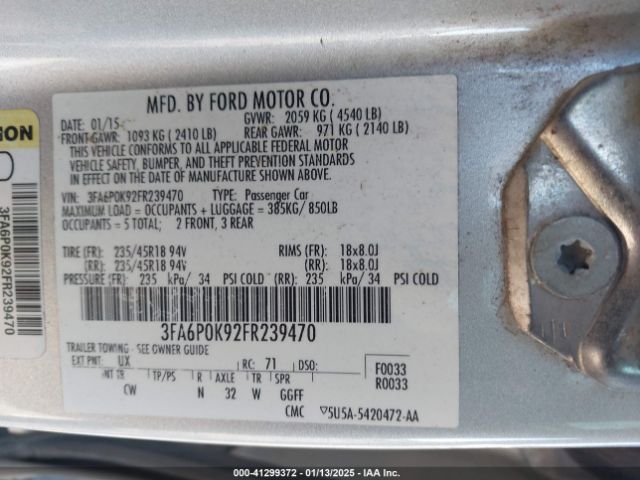 MFD. BY FORD MOTOR CO.
DATE: 01/15 GVWR: 2059 KG ( 4540 LB)
FRONT GAWR: 1093 KG ( 2410 LB) REAR GAWR: 971 KG ( 2140 LB)
THIS VEHICLE CONFORMS TO ALL APPLICABLE FEDERAL MOTOR
VEHICLE SAFETY, BUMPER, AND THEFT PREVENTION STANDARDS
IN EFFECT ON THE DATE OF MANUFACTURE SHOWN ABOVE.
VIN: 3FA6P0K92FR239470 TYPE: Passenger Car
MAXIMUM LOAD = OCCUPANTS + LUGGAGE = 385KG/ 850LB
OCCUPANTS = 5 TOTAL; 2 FRONT, 3 REAR
TIRE (FR): 235/45R18 94V RIMS (FR): 18x8.0J
(RR): 235/45R18 94V (RR): 18x8.0J
PRESSURE (FR): 235 kPa/ 34 PSI COLD (RR): 235 kPa/ 34 PSI COLD
3FA6P0K92FR239470
TRAILER TOWING - SEE OWNER GUIDE
EXT PNT: UX RC: 71 DSO: F0033
R0033
INT TR TP/PS R AXLE TR SPR
CW N 32 W GGFF
CMC 5U5A-5420472-AA
3FA6P0K92FR239470
000-41299372 | 01/13/2025 - IAAI.COM